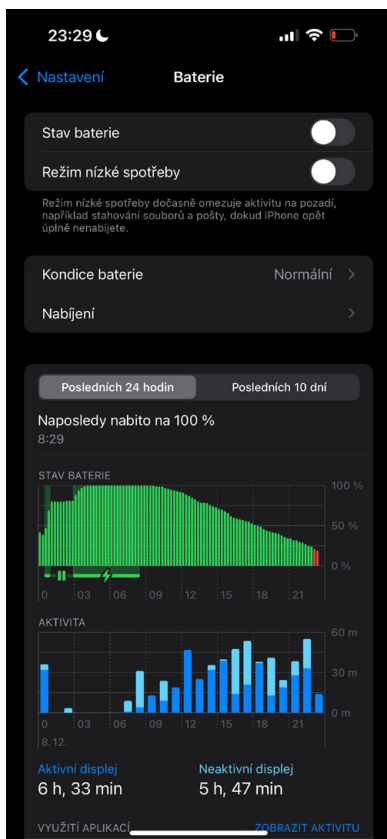 23:29
Nastavení
Baterie
Stav baterie
Režim nízké spotřeby
Režim nízké spotřeby dočasně omezuje aktivitu na pozadí,
například stahování souborů a pošty, dokud iPhone opět
úplně nenabijete.
Kondice baterie
Normální
Nabíjení
Posledních 24 hodin
Posledních 10 dní
Naposledy nabito na 100 %
8:29
STAV BATERIE
100 %
50 %
0 %
0 03 06 09 12 15 18 21
AKTIVITA
60 m
30 m
0 m
0 03 06 09 12 15 18 21
8. 12.
Aktivní displej
Neaktivní displej
6 h, 33 min
5 h, 47 min
VYUŽITÍ APLIKACÍ
ZOBRAZIT AKTIVITU